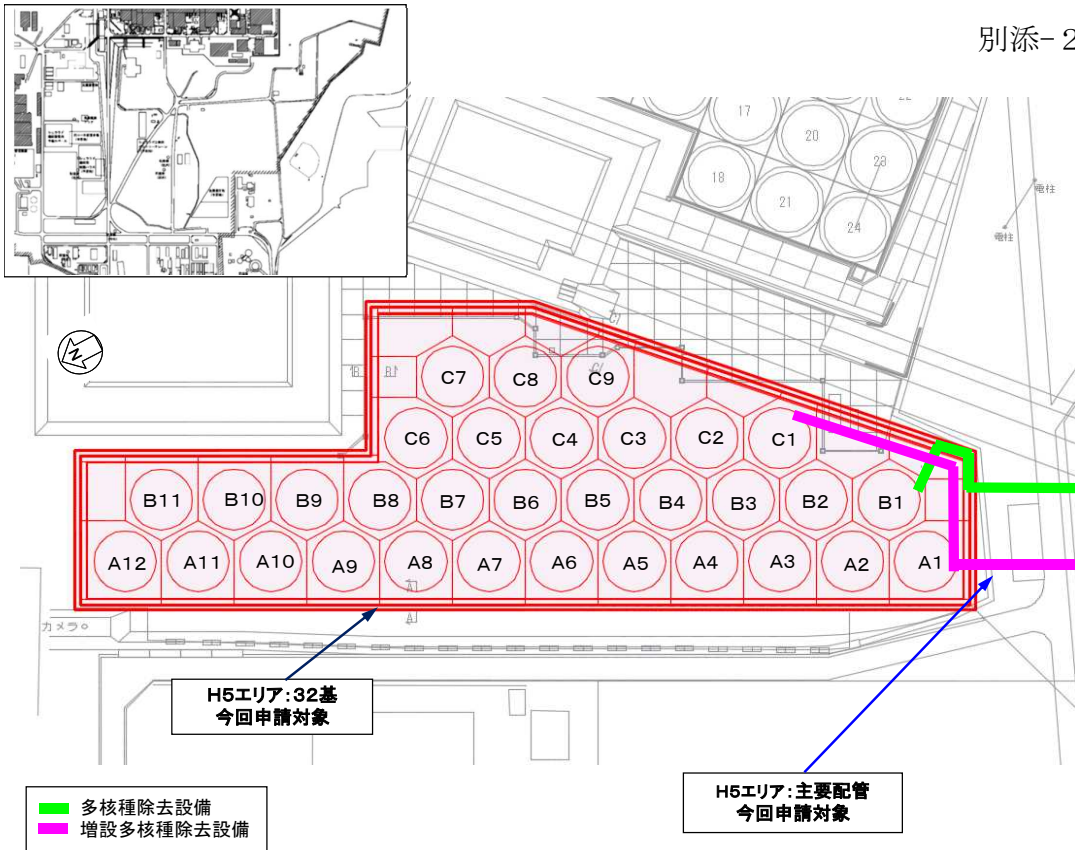 別添-2
17
20
23
18
21
24
電柱
電柱
C7
C8
C9
C6
C5
C4
C3
C2
C1
B11
B10
B9
B8
B7
B6
B5
B4
B3
B2
B1
A12
A11
A10
A9
A8
A7
A6
A5
A4
A3
A2
A1
B
B
A
A
N
カメラ
H5エリア:32基
今回申請対象
H5エリア:主要配管
今回申請対象
多核種除去設備
増設多核種除去設備